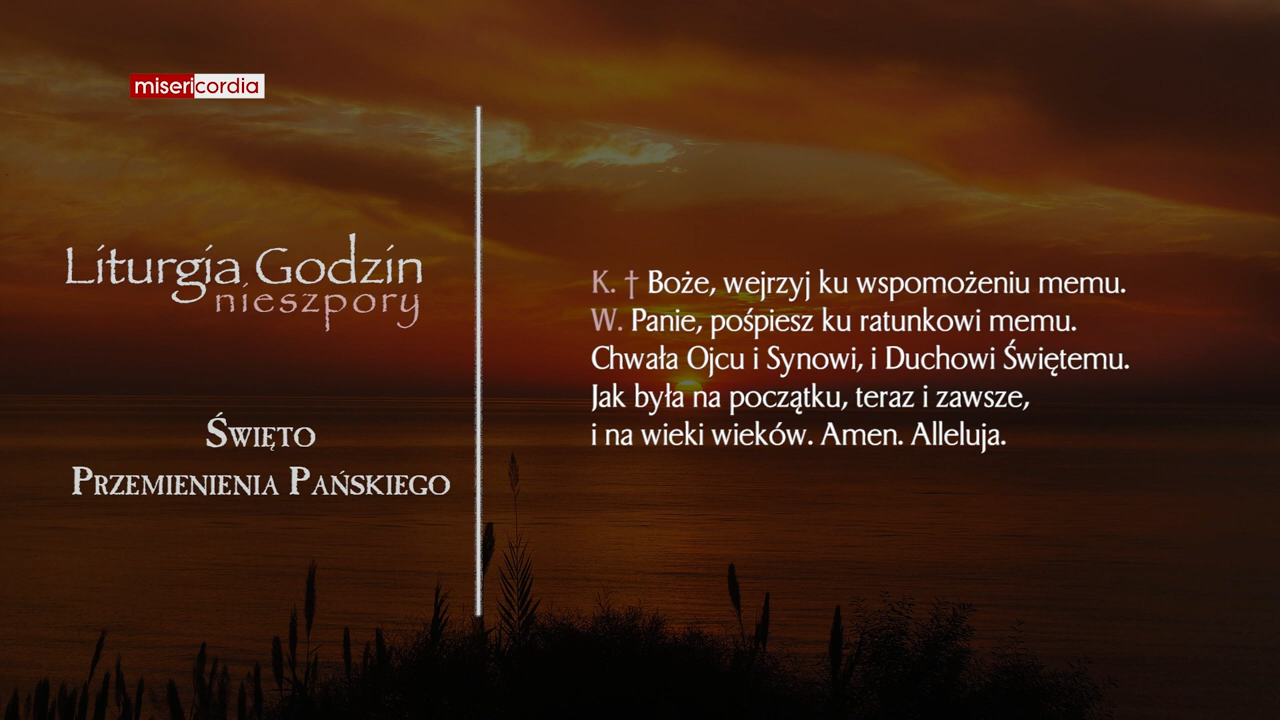 misericordia
Liturgia Godzin
nieszpory
Święto
Przemienienia Pańskiego
K. † Boże, wejrzyj ku wspomożeniu memu.
W. Panie, pośpiesz ku ratunkowi memu.
Chwała Ojcu i Synowi, i Duchowi Świętemu.
Jak była na początku, teraz i zawsze,
i na wieki wieków. Amen. Alleluja.